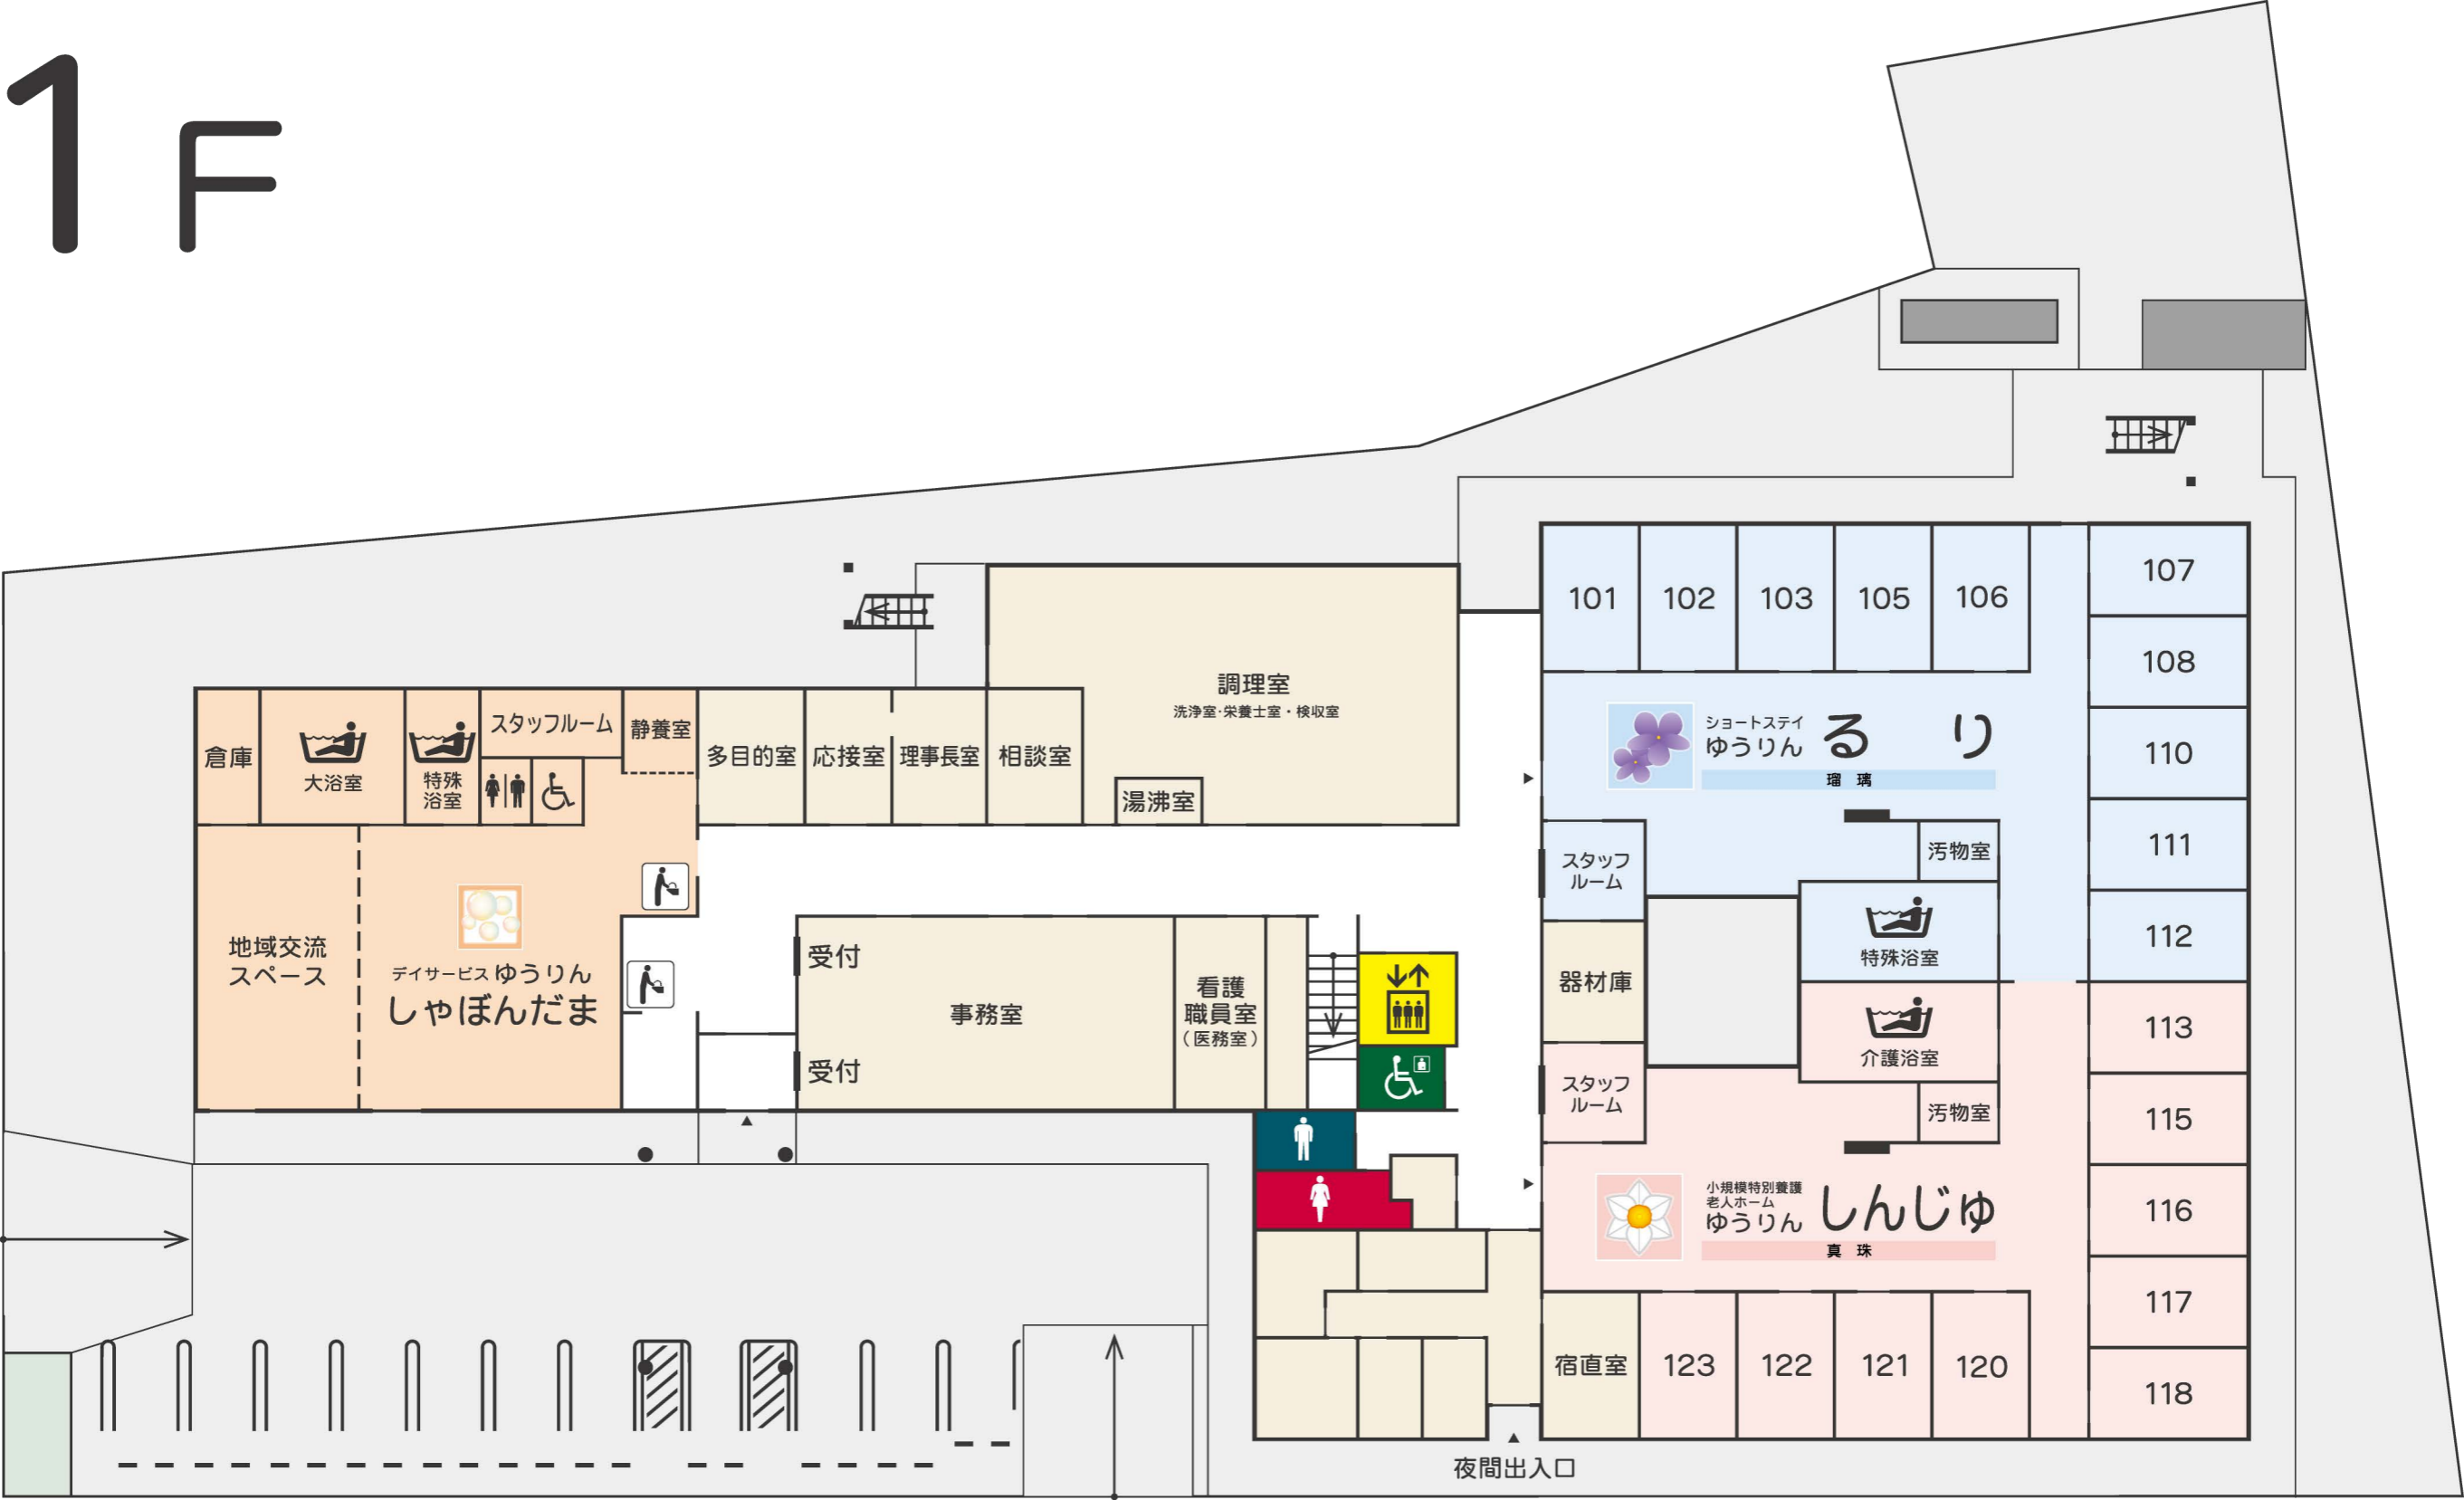 1F
101
102
103
105
106
107
108
110
111
112
113
115
116
117
118
調理室
洗浄室・栄養士室・検収室
湯沸室
倉庫
大浴室
特殊
浴室
スタッフルーム
静養室
多目的室
応接室
理事長室
相談室
ショートステイ
ゆうりん
るり
瑠璃
スタッフ
ルーム
汚物室
特殊浴室
器材庫
介護浴室
スタッフ
ルーム
汚物室
地域交流
スペース
デイサービス ゆうりん
しゃぼんだま
受付
受付
事務室
看護
職員室
（医務室）
小規模特別養護
老人ホーム
ゆうりん
しんじゅ
真珠
宿直室
123
122
121
120
夜間出入口